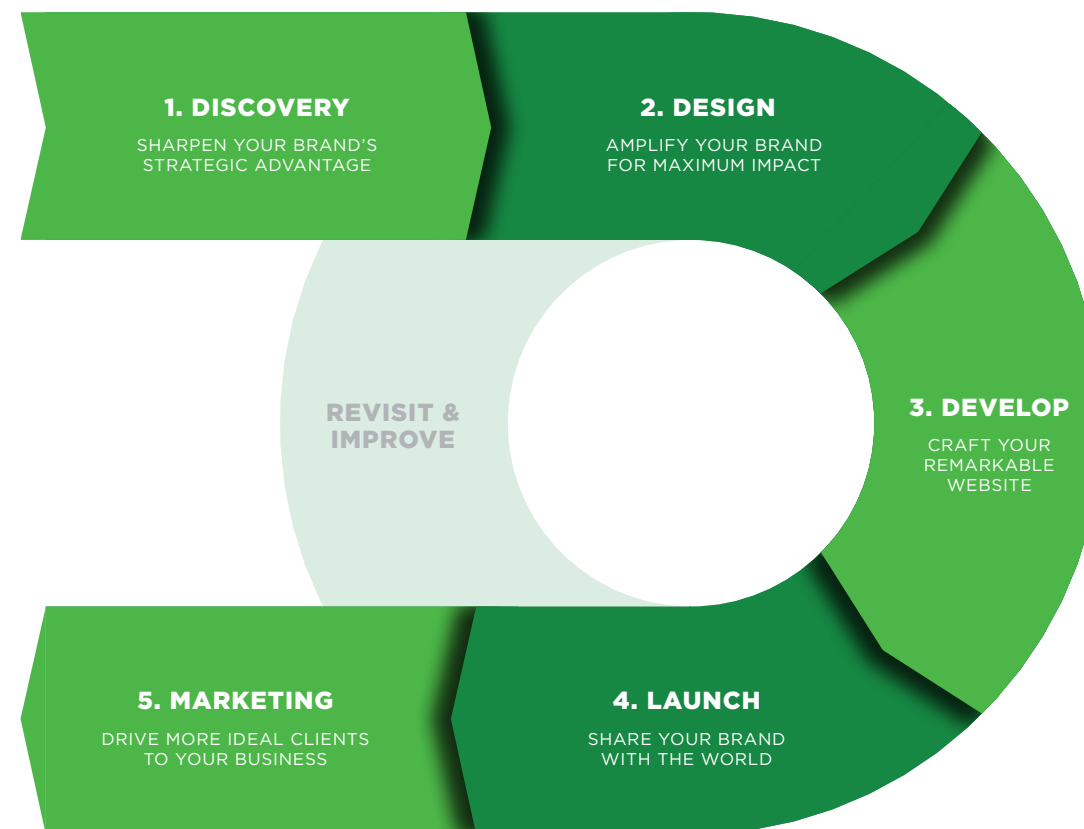 1. DISCOVERY
SHARPEN YOUR BRAND’S
STRATEGIC ADVANTAGE
2. DESIGN
AMPLIFY YOUR BRAND
FOR MAXIMUM IMPACT
3. DEVELOP
CRAFT YOUR
REMARKABLE
WEBSITE
REVISIT &
IMPROVE
4. LAUNCH
SHARE YOUR BRAND
WITH THE WORLD
5. MARKETING
DRIVE MORE IDEAL CLIENTS
TO YOUR BUSINESS